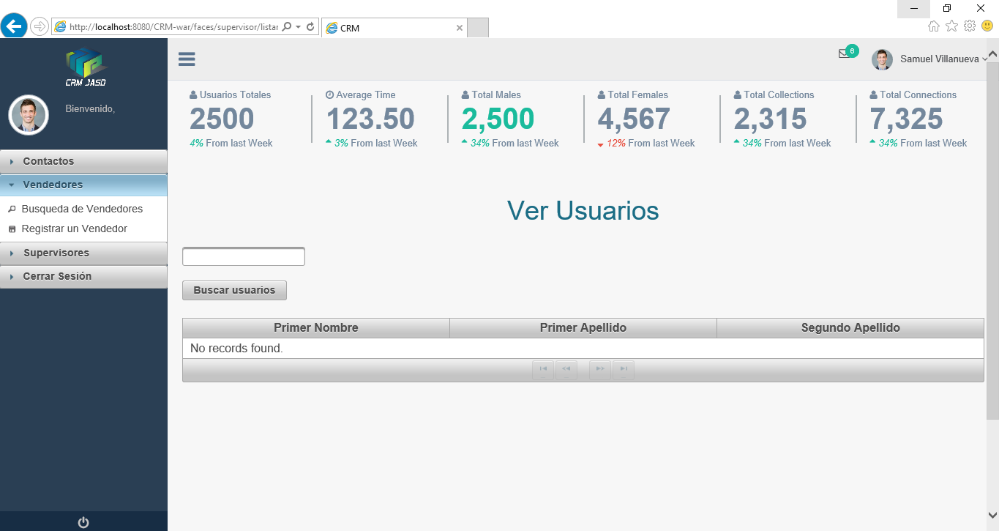 http://localhost:8080/CRM-war/faces/supervisor/listar
CRM
CRM JASD
Bienvenido,
6
Samuel Villanueva
Usuarios Totales
2500
4% From last Week
Average Time
123.50
3% From last Week
Total Males
2,500
34% From last Week
Total Females
4,567
12% From last Week
Total Collections
2,315
34% From last Week
Total Connections
7,325
34% From last Week
Contactos
Vendedores
Busqueda de Vendedores
Registrar un Vendedor
Supervisores
Cerrar Sesión
Ver Usuarios
Buscar usuarios
Primer Nombre Primer Apellido Segundo Apellido
No records found.